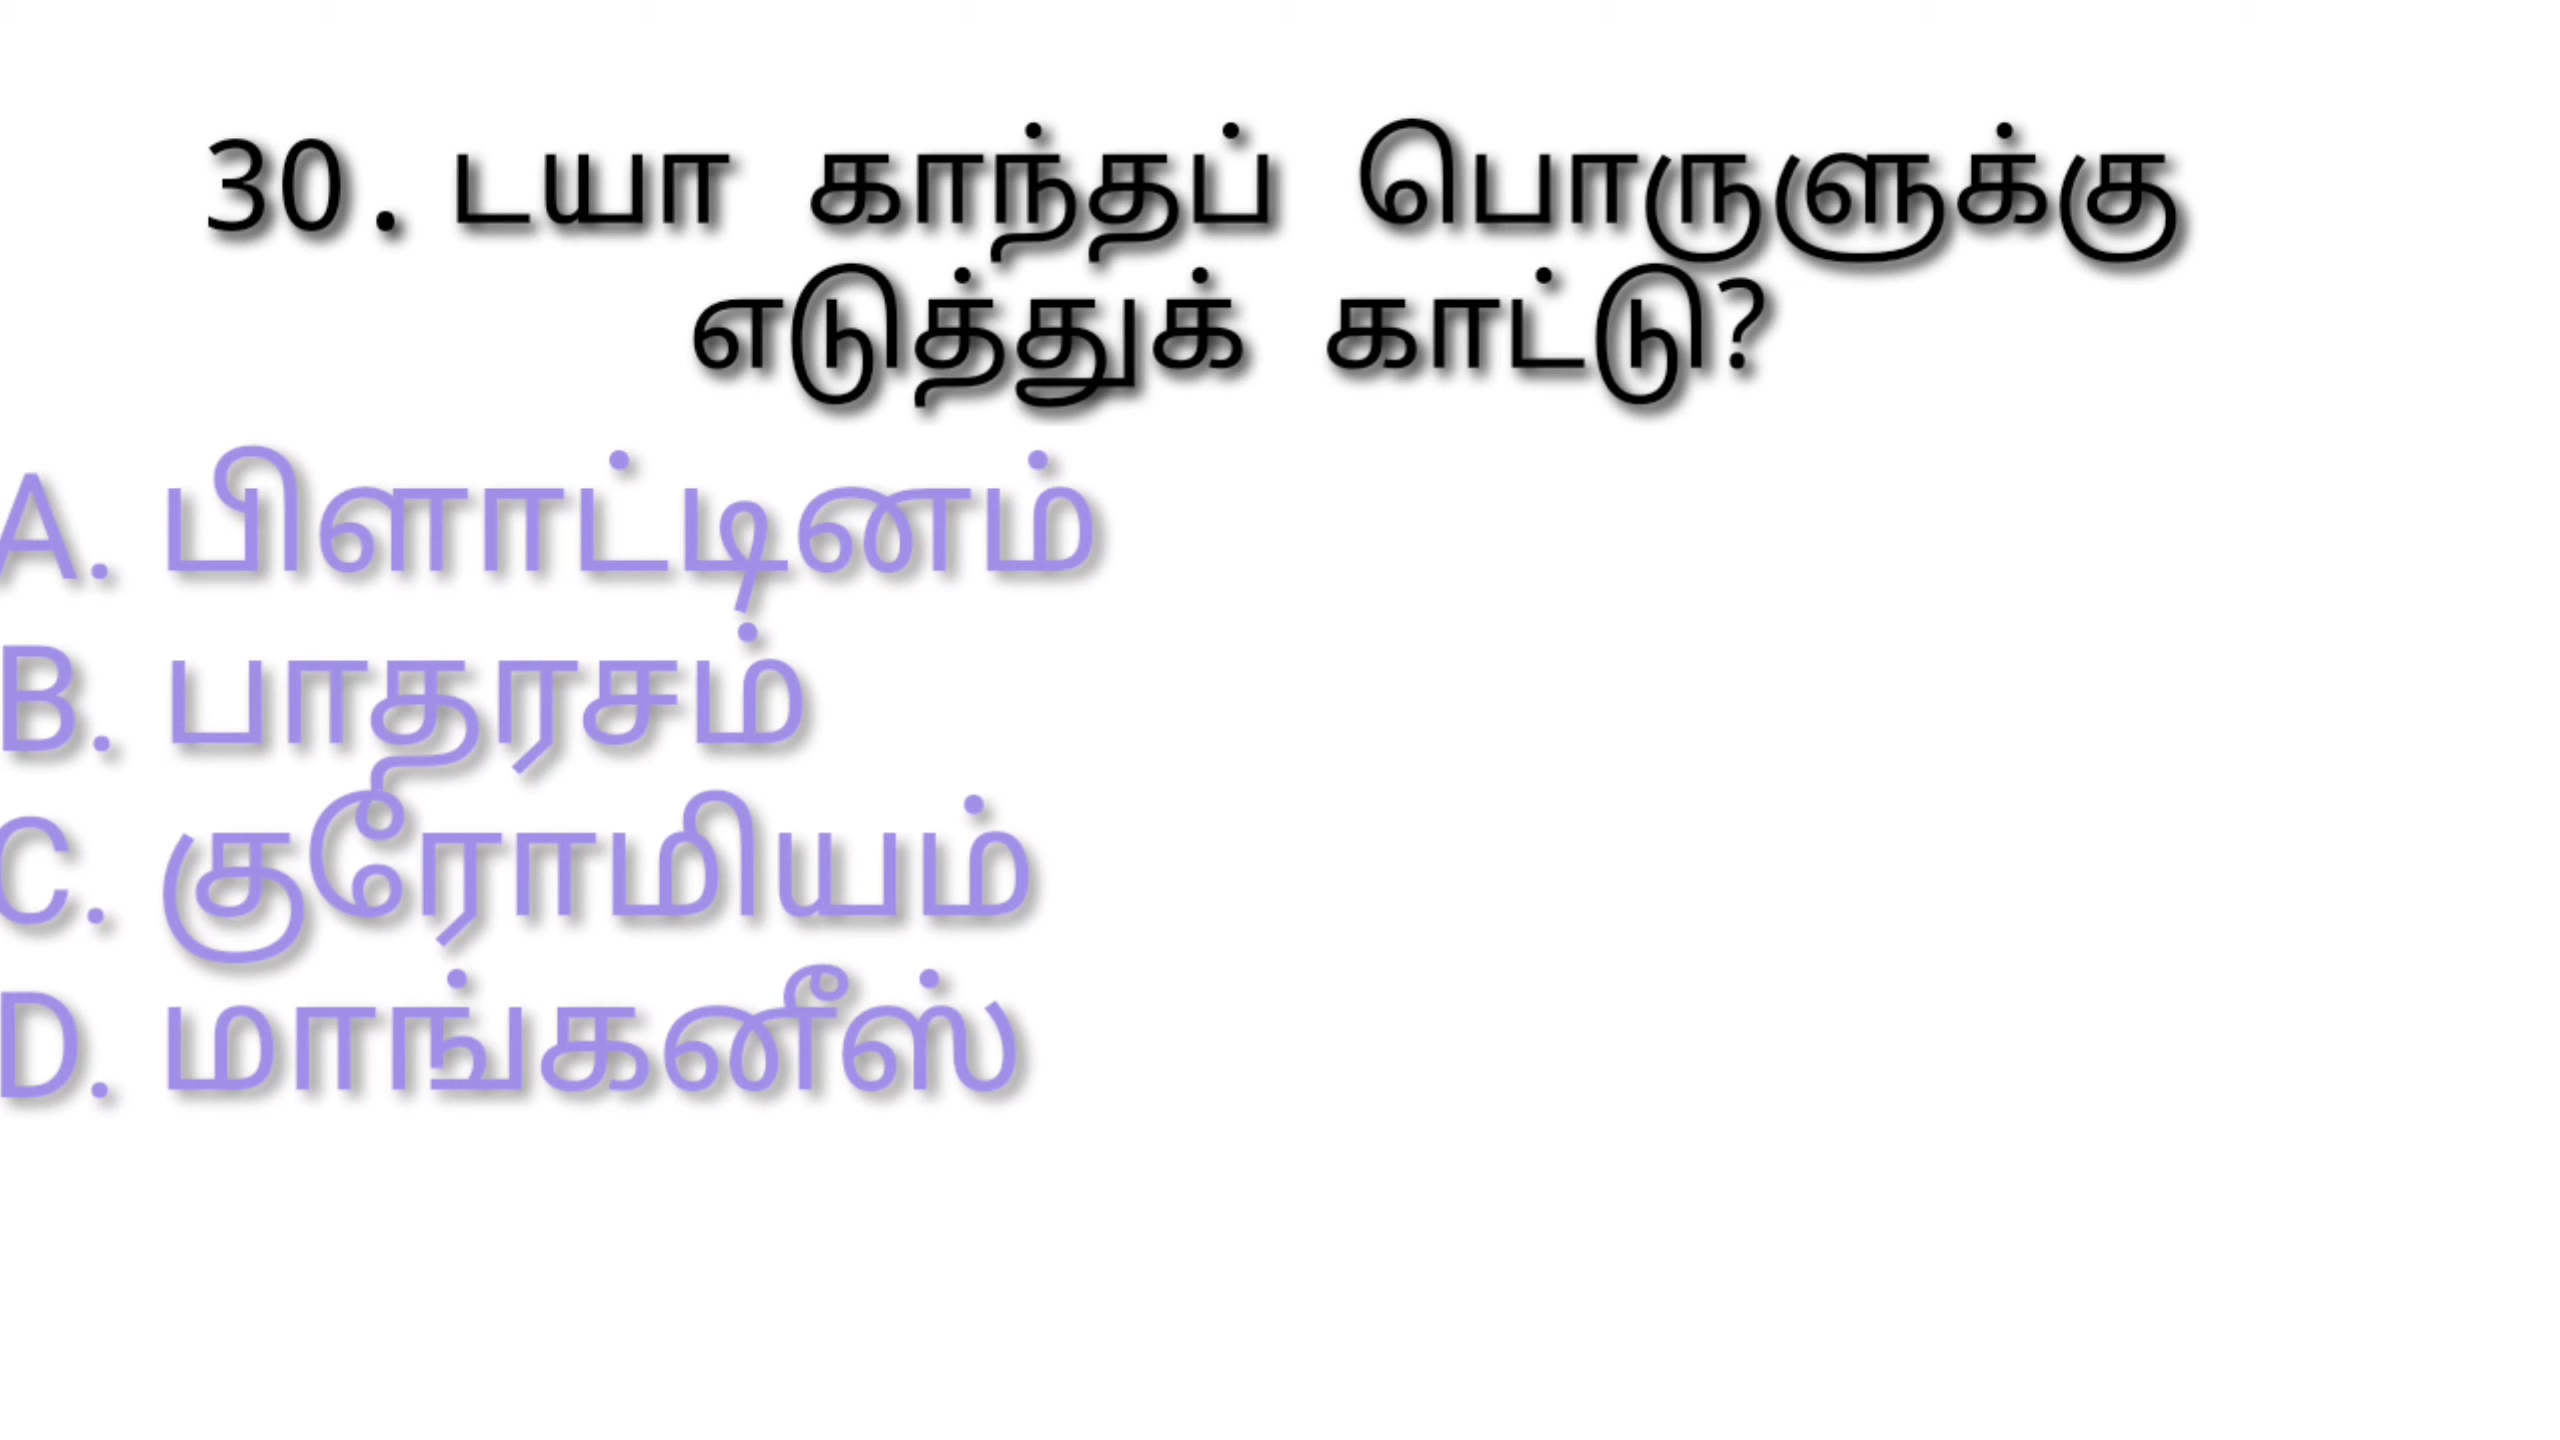 30.டயா காந்தப் பொருளுக்கு
எடுத்துக் காட்டு?
A. பிளாட்டினம்
B. பாதரசம்
C. குரோமியம்
D. மாங்கனீஸ்